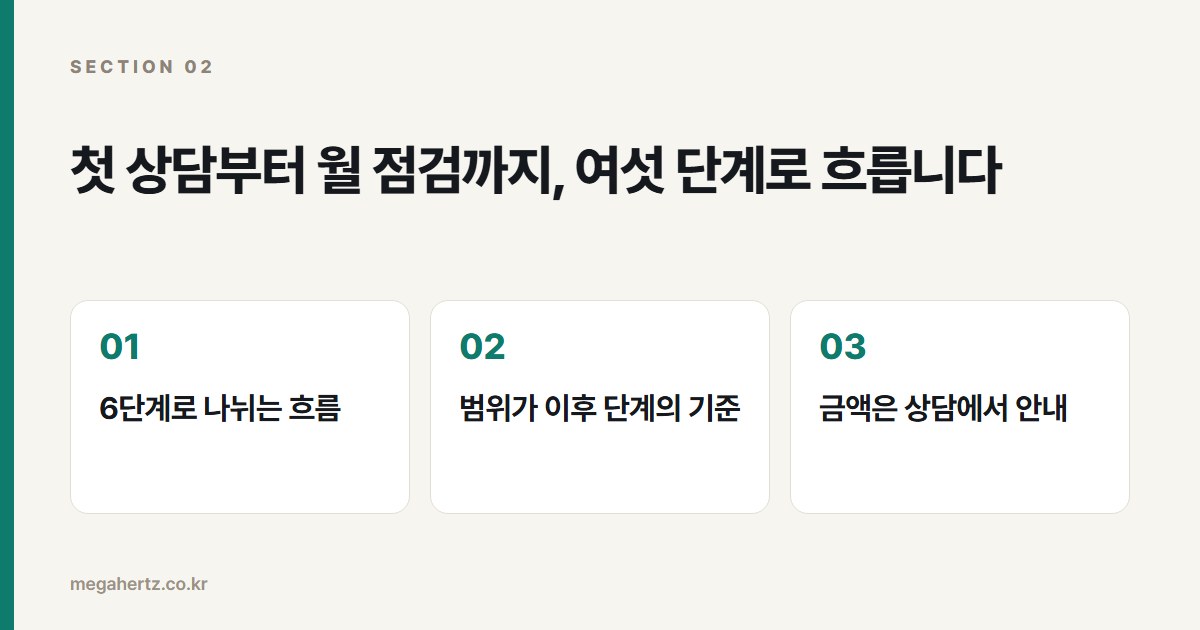 SECTION 02
첫 상담부터 월 점검까지, 여섯 단계로 흐릅니다
01
6단계로 나뉘는 흐름
02
범위가 이후 단계의 기준
03
금액은 상담에서 안내
megahertz.co.kr